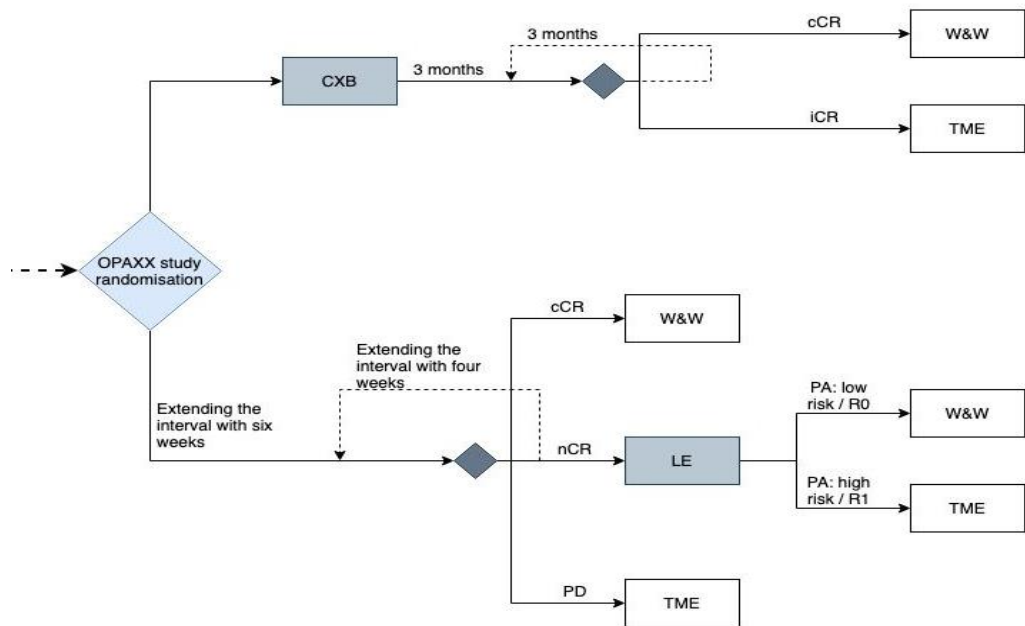 cCR
W&W
3 months
3 months
CXB
iCR
TME
OPAXX study
randomisation
cCR
W&W
Extending the
interval with four
weeks
PA: low
risk / R0
W&W
Extending the
interval with six
weeks
nCR
LE
PA: high
risk / R1
TME
PD
TME